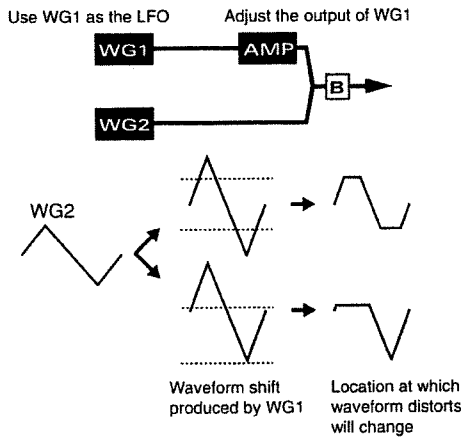 Use WG1 as the LFO
Adjust the output of WG1
WG1
AMP
B
WG2
WG2
Waveform shift
produced by WG1
Location at which
waveform distorts
will change